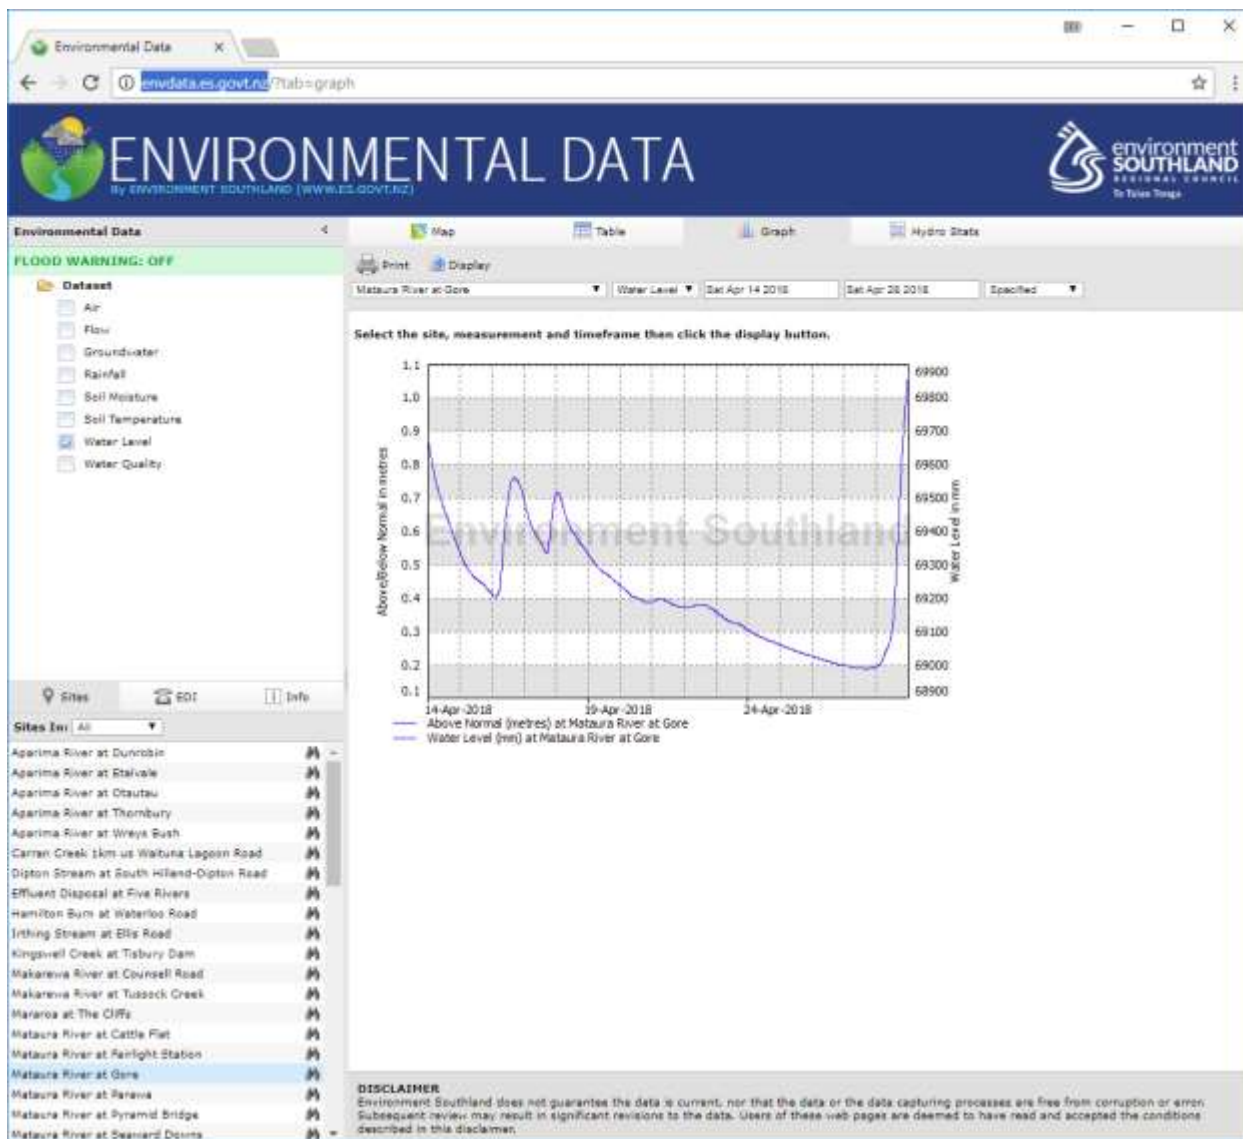 Environmental Data
envdata.es.govt.nz/?tab=graph
ENVIRONMENTAL DATA
By ENVIRONMENT SOUTHLAND (WWW.ES.GOVT.NZ)
environment
SOUTHLAND
REGIONAL COUNCIL
Te Taiao Tonga
Environmental Data
Map Table Graph Hydro Stats
FLOOD WARNING: OFF
Print Display
Mataura River at Gore Water Level Sat Apr 14 2018 Sat Apr 28 2018 Specified
Dataset
Air
Flow
Groundwater
Rainfall
Soil Moisture
Soil Temperature
Water Level
Water Quality
Select the site, measurement and timeframe then click the display button.
Above/Below Normal in metres
1.1
1.0
0.9
0.8
0.7
0.6
0.5
0.4
0.3
0.2
0.1
Environment Southland
69900
69800
69700
69600
69500
69400
69300
69200
69100
69000
68900
Water Level in mm
14-Apr-2018 19-Apr-2018 24-Apr-2018
Above Normal (metres) at Mataura River at Gore
Water Level (mm) at Mataura River at Gore
Sites EDI Info
Sites In: All
Aparima River at Dunrobin
Aparima River at Etalvale
Aparima River at Otautau
Aparima River at Thornbury
Aparima River at Wreys Bush
Carran Creek 1km us Waituna Lagoon Road
Dipton Stream at South Hilland-Dipton Road
Effluent Disposal at Five Rivers
Hamilton Burn at Waterloo Road
Irthing Stream at Ellis Road
Kingswell Creek at Tisbury Dam
Makarewa River at Counsell Road
Makarewa River at Tussock Creek
Mararoa at The Cliffs
Mataura River at Cattle Flat
Mataura River at Fairlight Station
Mataura River at Gore
Mataura River at Parawa
Mataura River at Pyramid Bridge
Mataura River at Seaward Downs
DISCLAIMER
Environment Southland does not guarantee the data is current, nor that the data or the data capturing processes are free from corruption or error.
Subsequent review may result in significant revisions to the data. Users of these web pages are deemed to have read and accepted the conditions
described in this disclaimer.